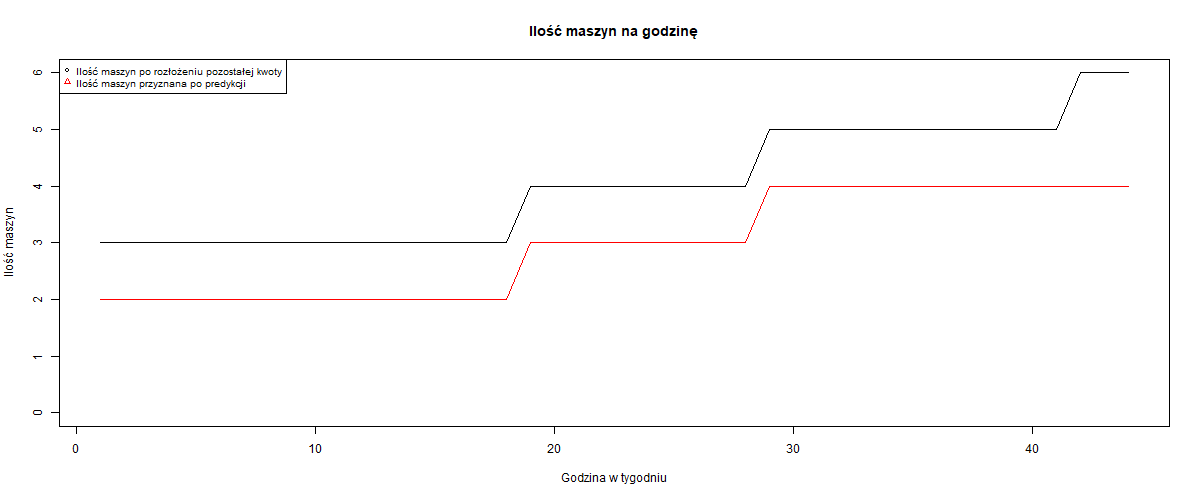 Ilość maszyn na godzinę
Ilość maszyn po rozłożeniu pozostałej kwoty
Ilość maszyn przyznana po predykcji
Ilość maszyn
6
5
4
3
2
1
0
0 10 20 30 40
Godzina w tygodniu